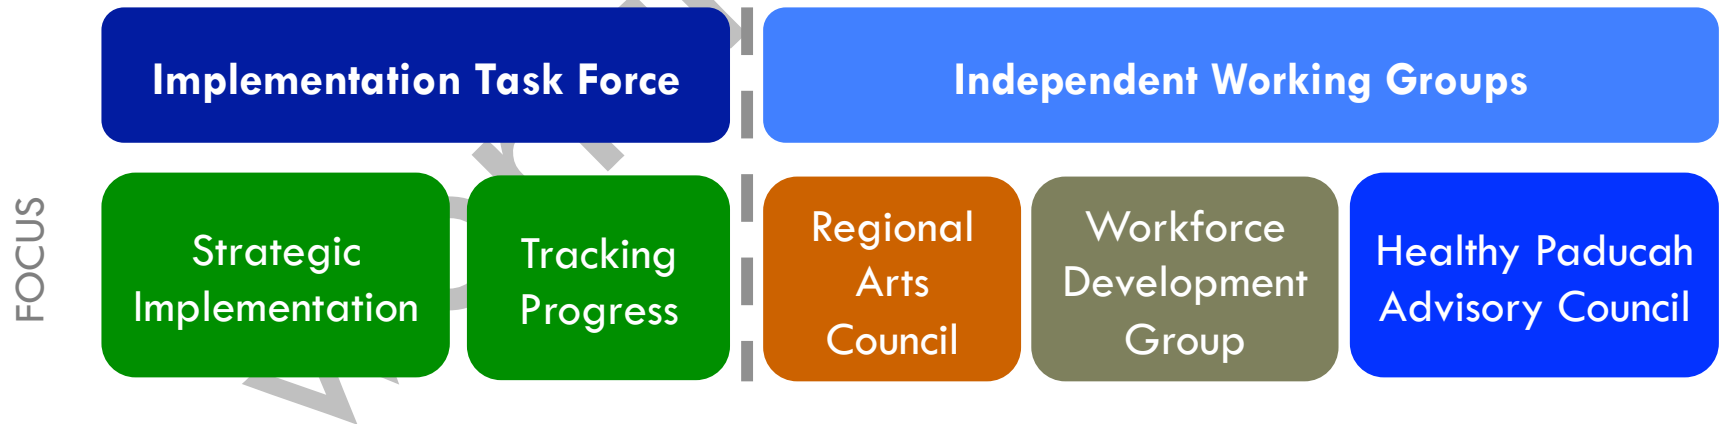 Implementation Task Force
Independent Working Groups
FOCUS
Strategic
Implementation
Tracking
Progress
Regional
Arts
Council
Workforce
Development
Group
Healthy Paducah
Advisory Council